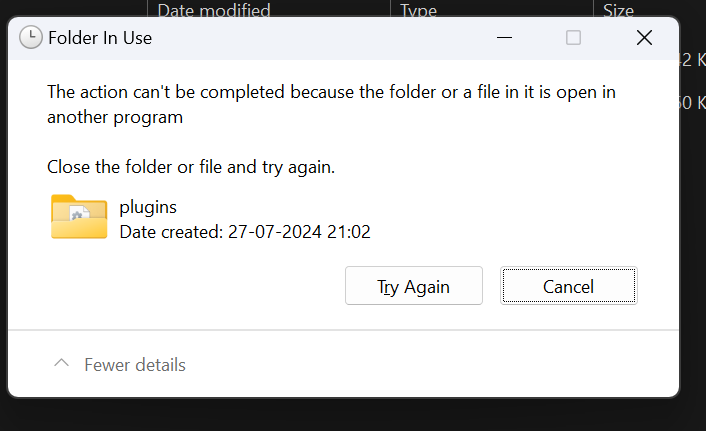 Date modified Type Size
Folder In Use
The action can't be completed because the folder or a file in it is open in
another program
Close the folder or file and try again.
plugins
Date created: 27-07-2024 21:02
Try Again Cancel
Fewer details